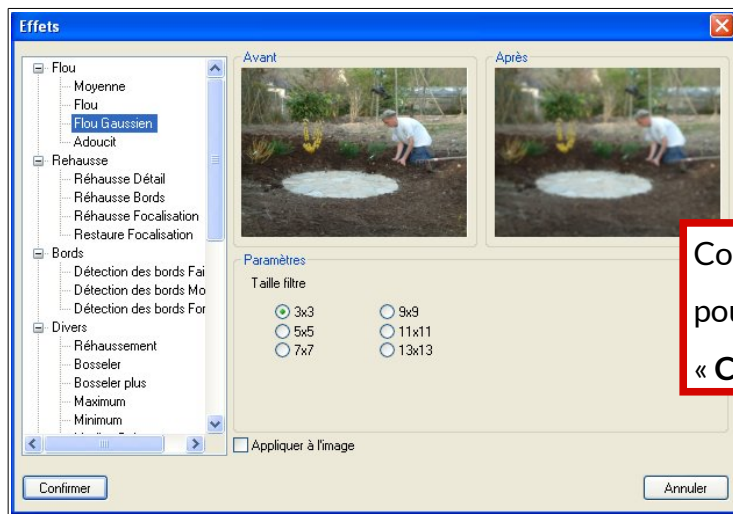 Effets
Flou
Moyenne
Flou
Flou Gaussien
Adoucit
Rehausse
Réhausse Détail
Réhausse Bords
Réhausse Focalisation
Restaure Focalisation
Bords
Détection des bords Fai
Détection des bords Mo
Détection des bords For
Divers
Réhaussement
Bosseler
Bosseler plus
Maximum
Minimum
Avant
Après
Paramètres
Taille filtre
3x3
9x9
5x5
11x11
7x7
13x13
Appliquer à l'image
Confirmer
Annuler
Co
pou
« C